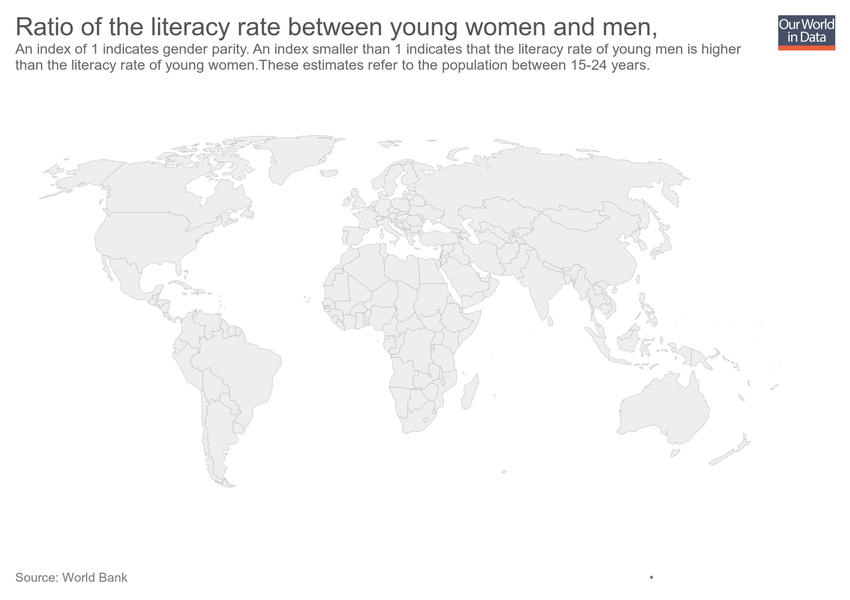 Ratio of the literacy rate between young women and men,
An index of 1 indicates gender parity. An index smaller than 1 indicates that the literacy rate of young men is higher
than the literacy rate of young women.These estimates refer to the population between 15-24 years.
Our World
in Data
Source: World Bank
•